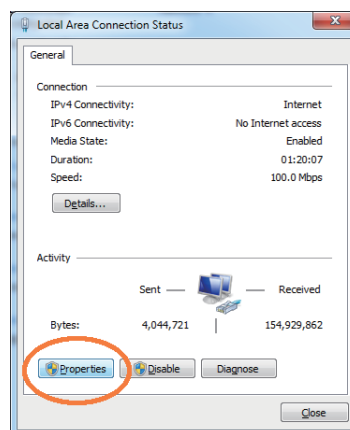 Local Area Connection Status
General
Connection
IPv4 Connectivity: Internet
IPv6 Connectivity: No Internet access
Media State: Enabled
Duration: 01:20:07
Speed: 100.0 Mbps
Details...
Activity
Sent Received
Bytes: 4,044,721 154,929,862
Properties Disable Diagnose
Close